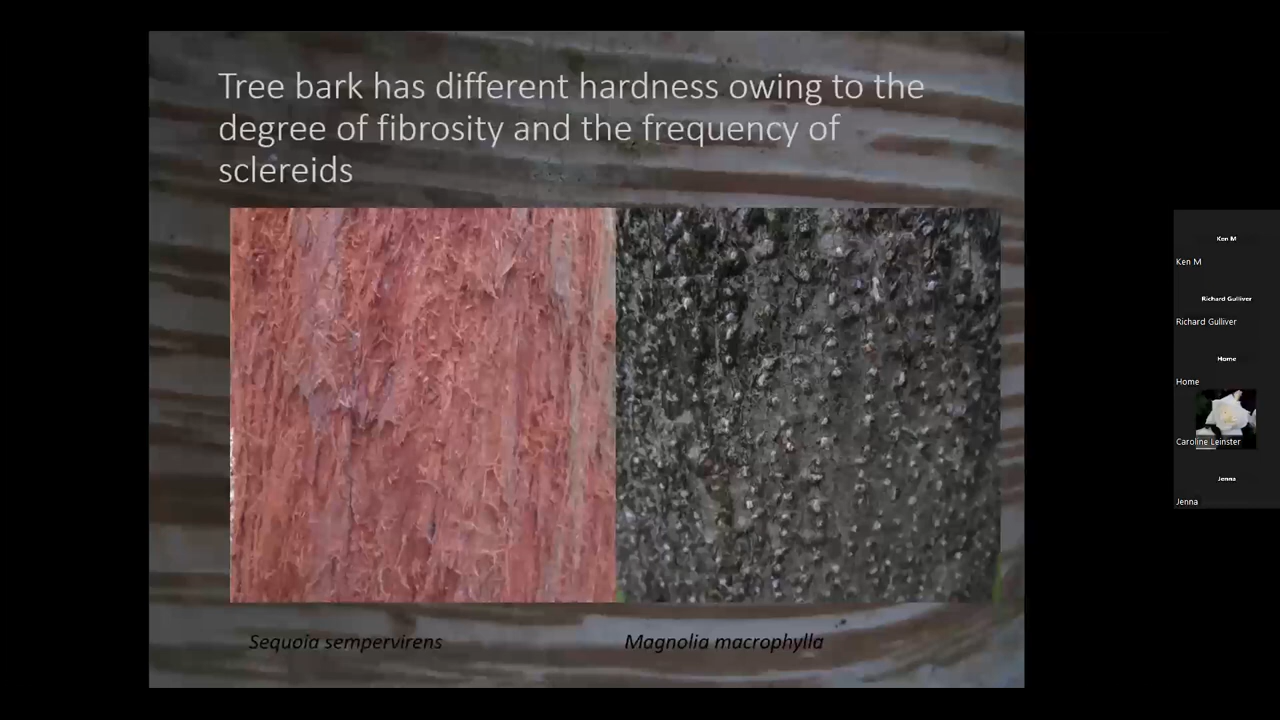 Tree bark has different hardness owing to the
degree of fibrosity and the frequency of
sclereids
Sequoia sempervirens
Magnolia macrophylla
Ken M
Ken M
Richard Gulliver
Richard Gulliver
Home
Home
Caroline Leinster
Jenna
Jenna